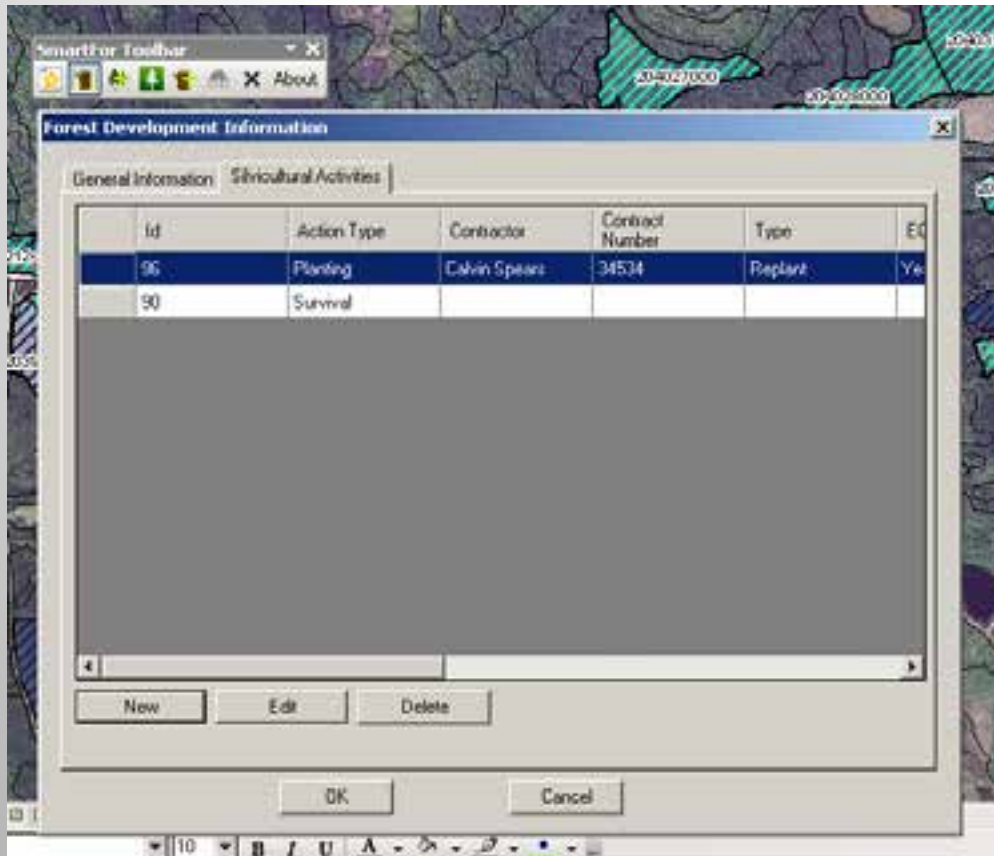 SmartFor Toolbar
About
204027000
Forest Development Information
General Information Silvicultural Activities
Id Action Type Contractor Contract Number Type
96 Planting Calvin Spears 34534 Replant
90 Survival
New Edit Delete
OK Cancel
10 B I U A